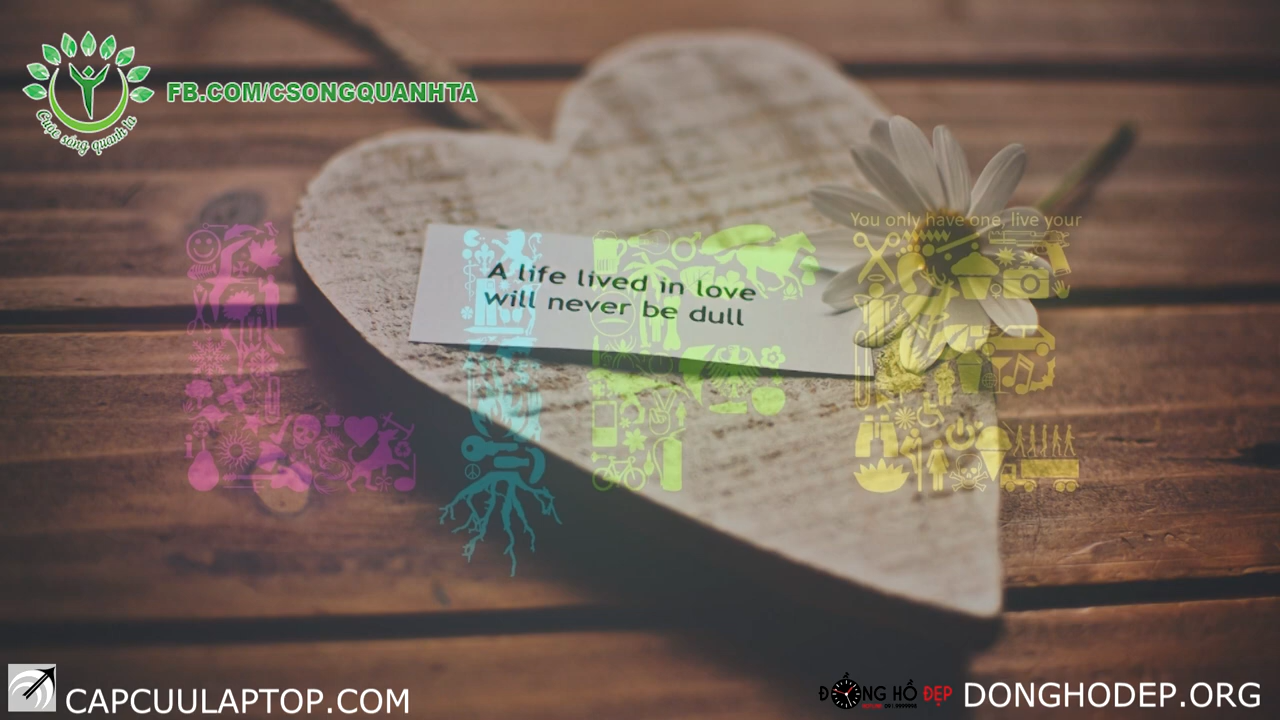 FB.COM/CSONGQUANHTA
Cuộc sống quanh ta
You only have one, live your
A life lived in love
will never be dull
LIFE
CAPCUULAPTOP.COM
ĐỒNG HỒ ĐẸP
DONGHODEP.ORG